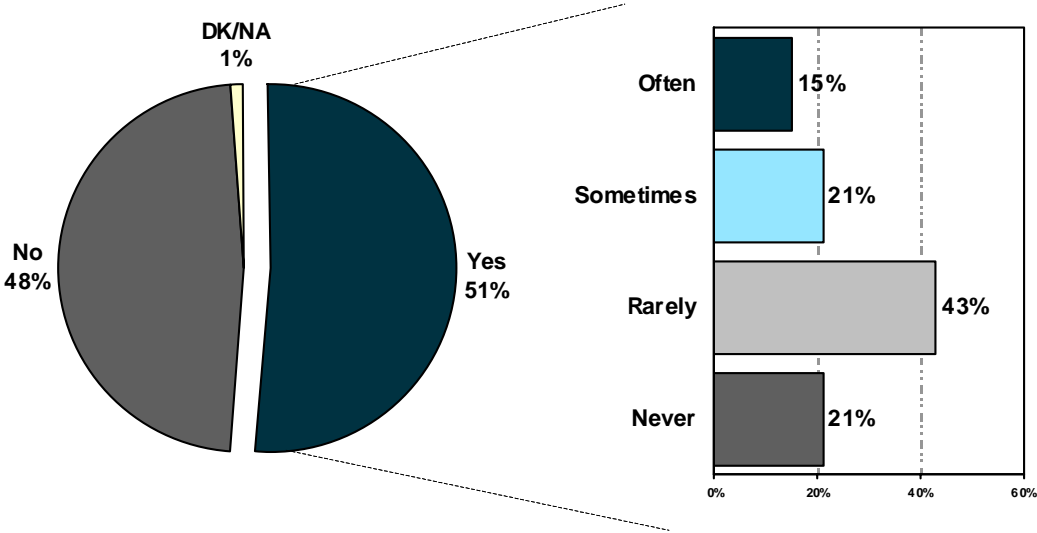 DK/NA
1%
No
48%
Yes
51%
Often
15%
Sometimes
21%
Rarely
43%
Never
21%
0%
20%
40%
60%